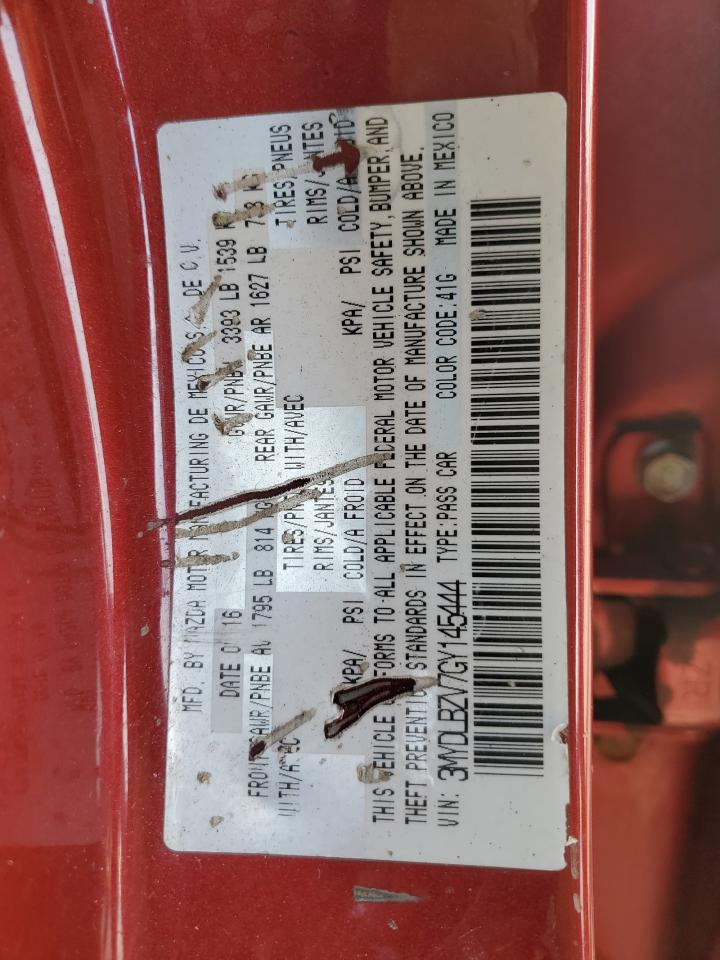 MFD. BY MAZDA MOTOR MANUFACTURING DE MEXICO S.A. DE C.V.
DATE 16 GVWR/PNBV 3393 LB 1539
FRONT GAWR/PNBE AV 1795 LB 814 KG REAR GAWR/PNBE AR 1627 LB
WITH/AVEC TIRES/PNEUS WITH/AVEC TIRES/PNEUS
RIMS/JANTES RIMS/JANTES
KPA/ PSI COLD/A FROID KPA/ PSI COLD/A FROID
THIS VEHICLE CONFORMS TO ALL APPLICABLE FEDERAL MOTOR VEHICLE SAFETY, BUMPER, AND
THEFT PREVENTION STANDARDS IN EFFECT ON THE DATE OF MANUFACTURE SHOWN ABOVE.
VIN: 3MYDLBZV7GY145444 TYPE:PASS CAR COLOR CODE:41G MADE IN MEXICO